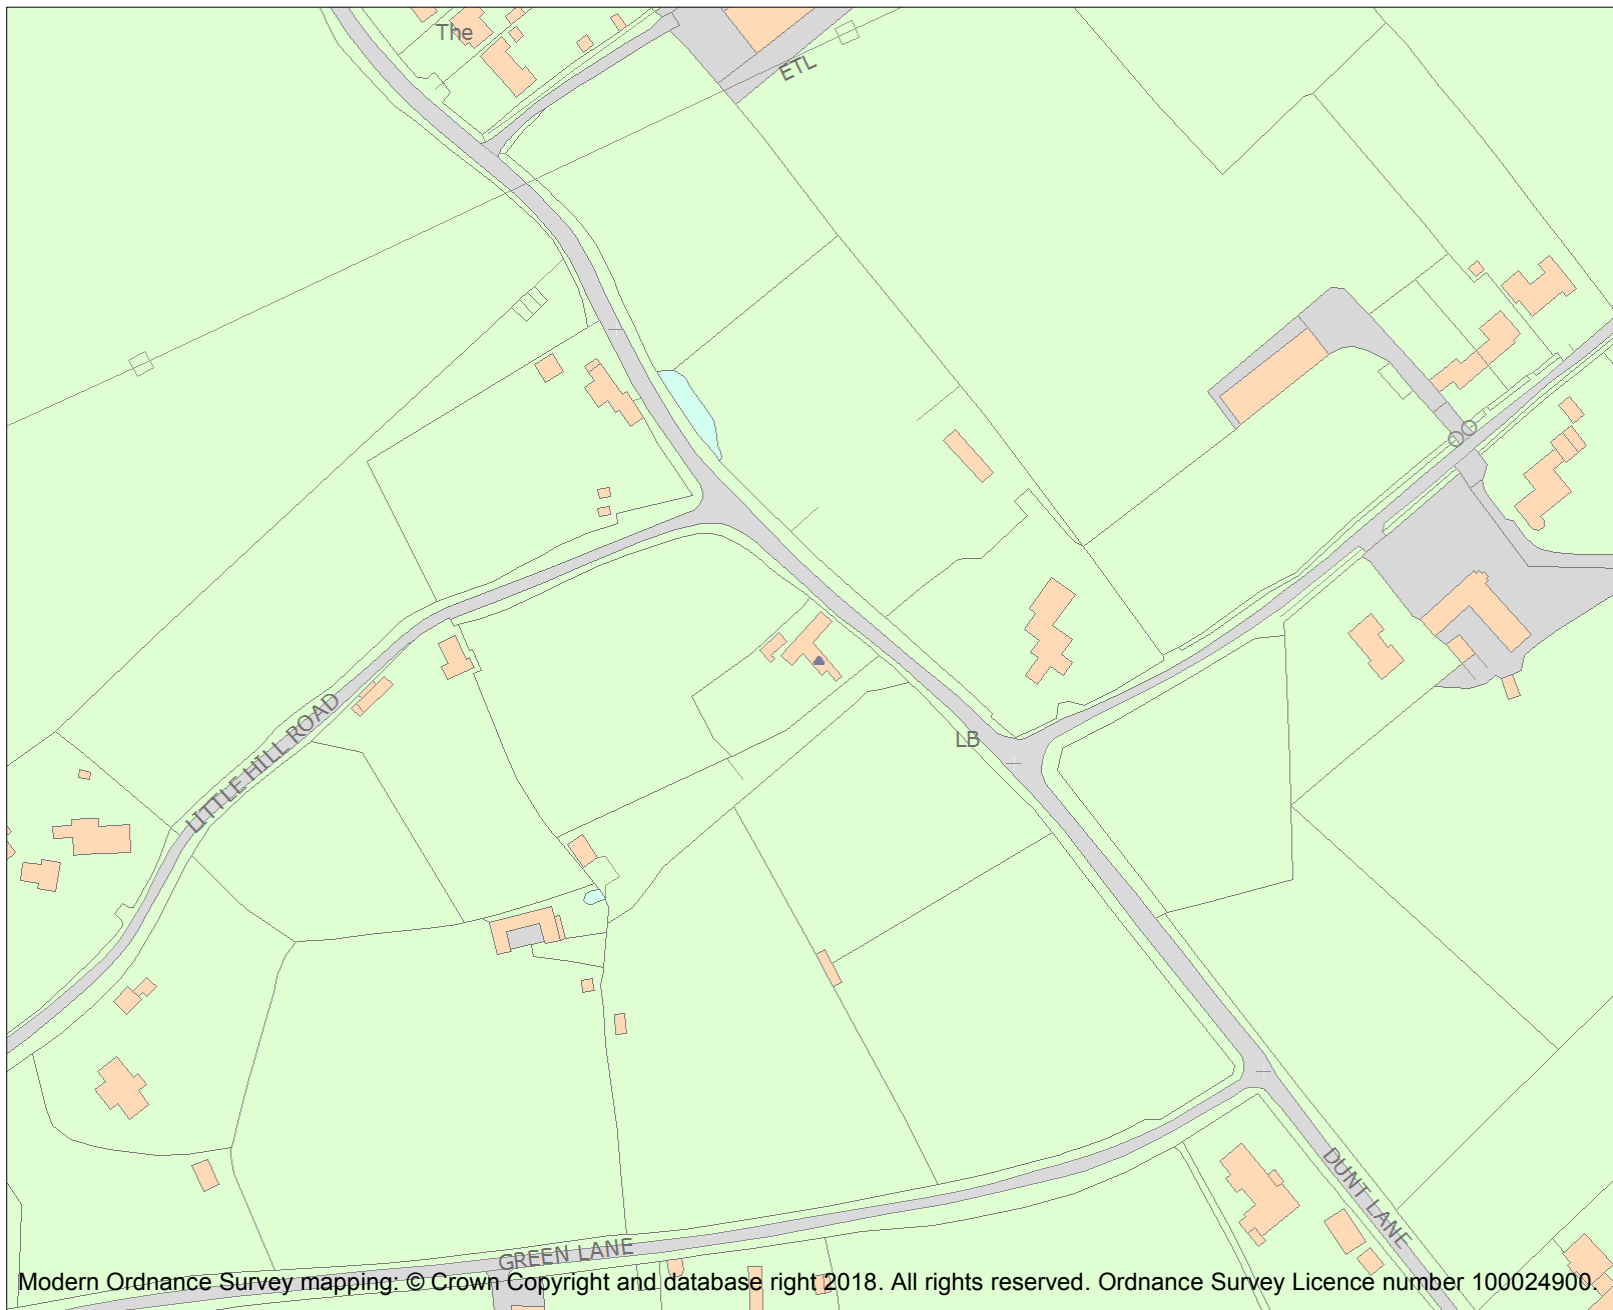 The
ETL
LITTLE HILL ROAD
LB
DUNT LANE
GREEN LANE
Modern Ordnance Survey mapping: © Crown Copyright and database right 2018. All rights reserved. Ordnance Survey Licence number 100024900.